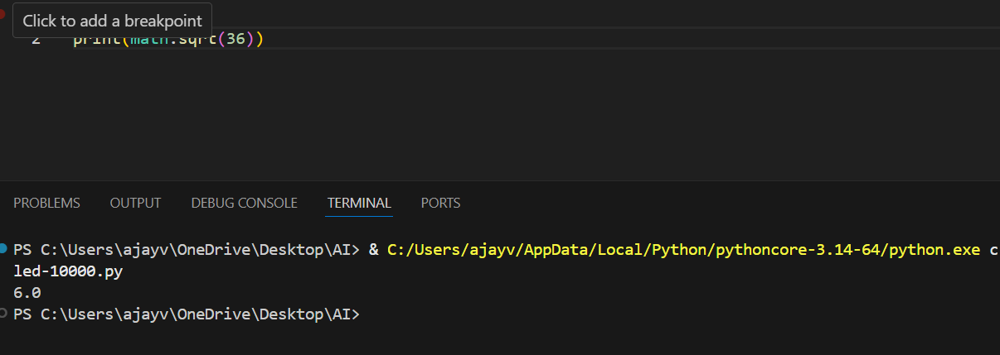 Click to add a breakpoint
2 print(math.sqrt(36))
PROBLEMS OUTPUT DEBUG CONSOLE TERMINAL PORTS
PS C:\Users\ajayv\OneDrive\Desktop\AI> & C:/Users/ajayv/AppData/Local/Python/pythoncore-3.14-64/python.exe c
led-10000.py
6.0
PS C:\Users\ajayv\OneDrive\Desktop\AI>